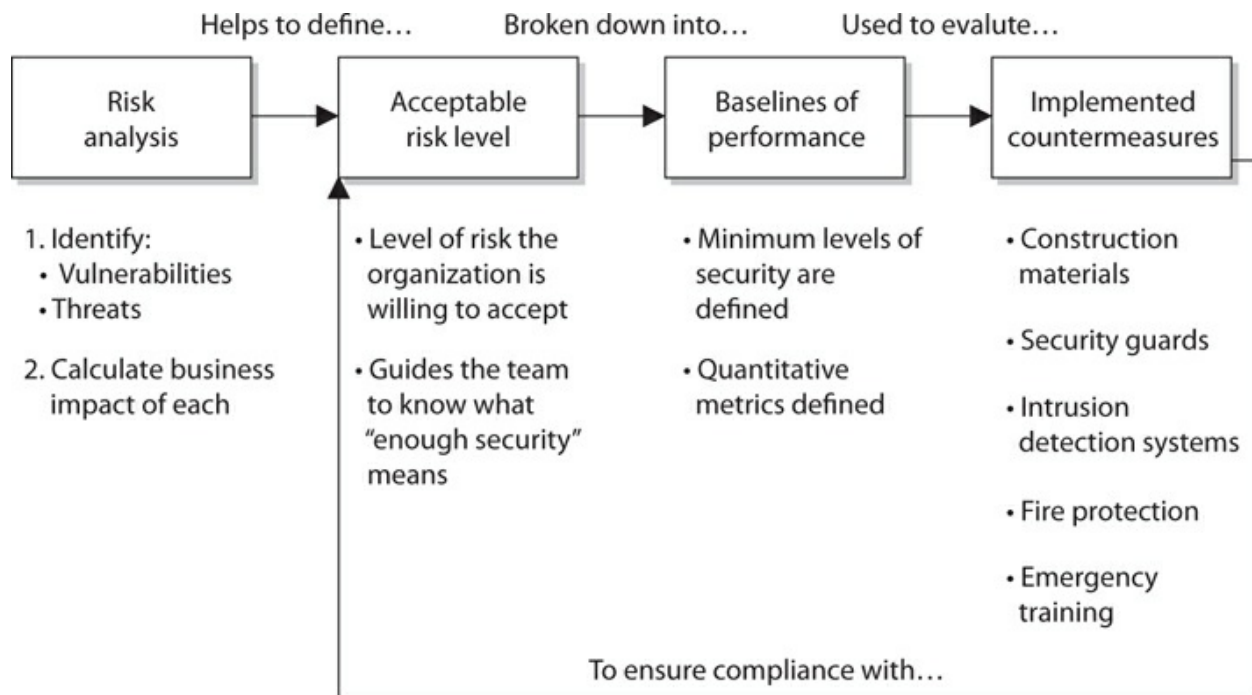 Helps to define…
Broken down into…
Used to evaluate…
Risk
analysis
Acceptable
risk level
Baselines of
performance
Implemented
countermeasures
1. Identify:
• Vulnerabilities
• Threats
2. Calculate business
impact of each
• Level of risk the
organization is
willing to accept
• Guides the team
to know what
“enough security”
means
• Minimum levels of
security are
defined
• Quantitative
metrics defined
• Construction
materials
• Security guards
• Intrusion
detection systems
• Fire protection
• Emergency
training
To ensure compliance with…